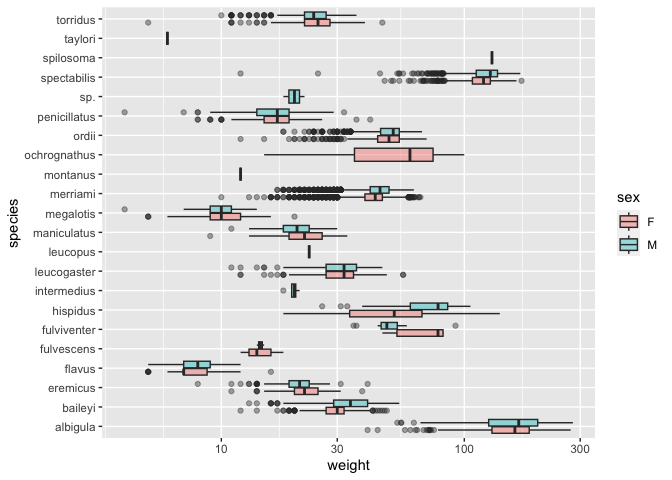 torridus
taylori
spilosoma
spectabilis
sp.
penicillatus
ordii
ochrognathus
montanus
merriami
megalotis
maniculatus
leucopus
leucogaster
intermedius
hispidus
fulviventer
fulvescens
flavus
eremicus
baileyi
albigula
species
10 30 100 300
weight
sex
F
M